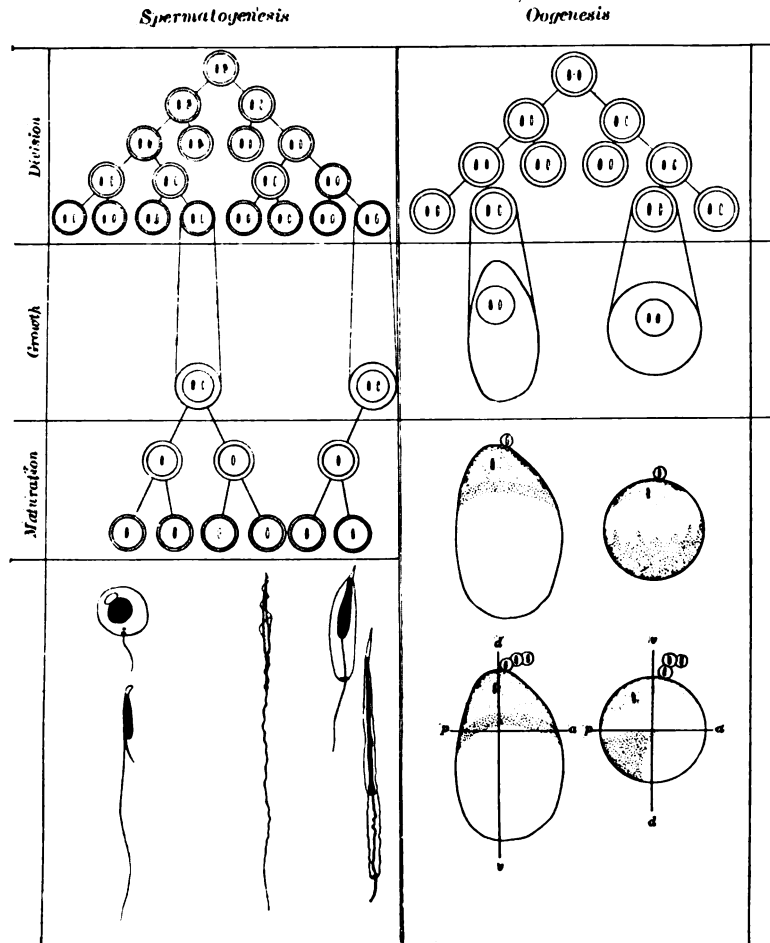 Spermatogenesis
Oogenesis
Division
Growth
Maturation
d
p
a
v
v
p
a
d